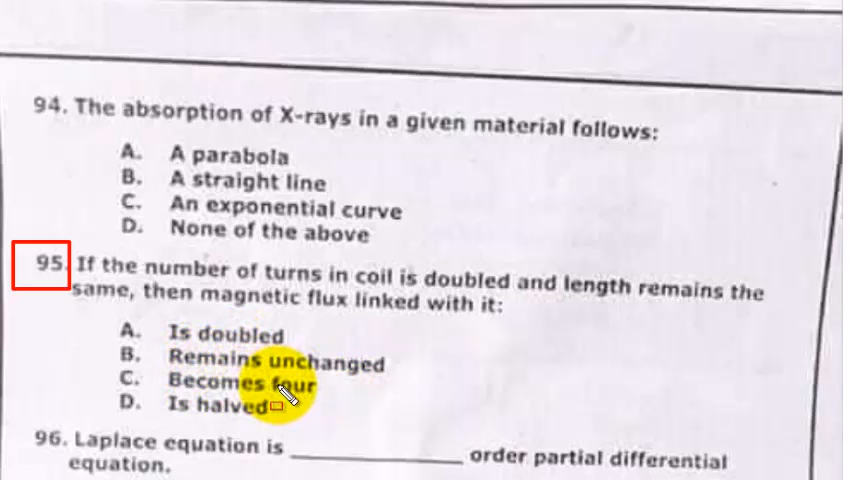 94. The absorption of X-rays in a given material follows:
A. A parabola
B. A straight line
C. An exponential curve
D. None of the above
95. If the number of turns in coil is doubled and length remains the
same, then magnetic flux linked with it:
A. Is doubled
B. Remains unchanged
C. Becomes four
D. Is halved
96. Laplace equation is ____________ order partial differential
equation.